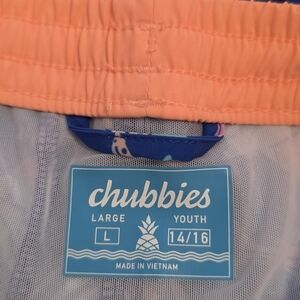 chubbies
LARGE YOUTH
L 14/16
MADE IN VIETNAM